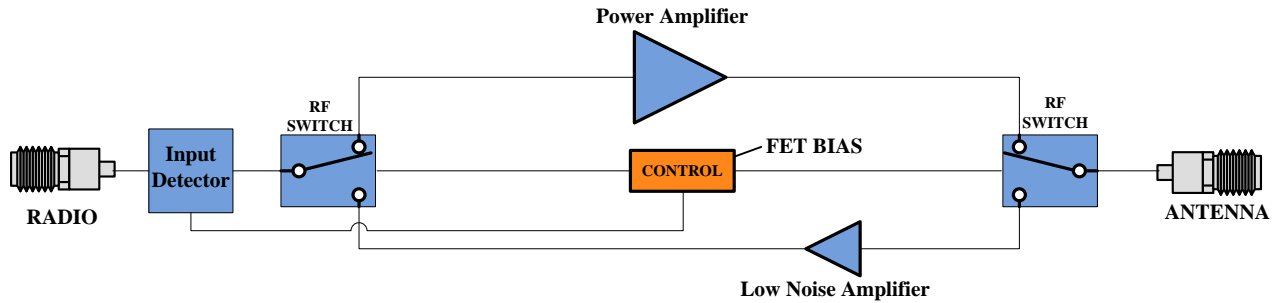 Power Amplifier
RF
SWITCH
RF
SWITCH
Input
Detector
FET BIAS
CONTROL
RADIO
ANTENNA
Low Noise Amplifier